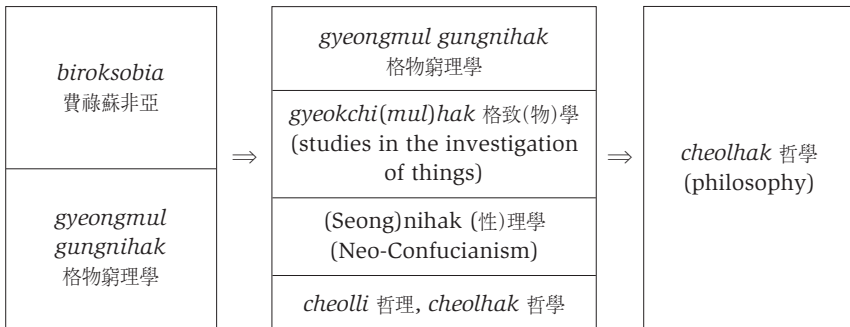 biroksobia
費祿蘇非亞
gyeongmul
gungnihak
格物窮理學
⇒
gyeongmul gungnihak
格物窮理學
gyeokchi(mul)hak 格致(物)學
(studies in the investigation
of things)
(Seong)nihak (性)理學
(Neo-Confucianism)
cheolli 哲理, cheolhak 哲學
⇒
cheolhak 哲學
(philosophy)